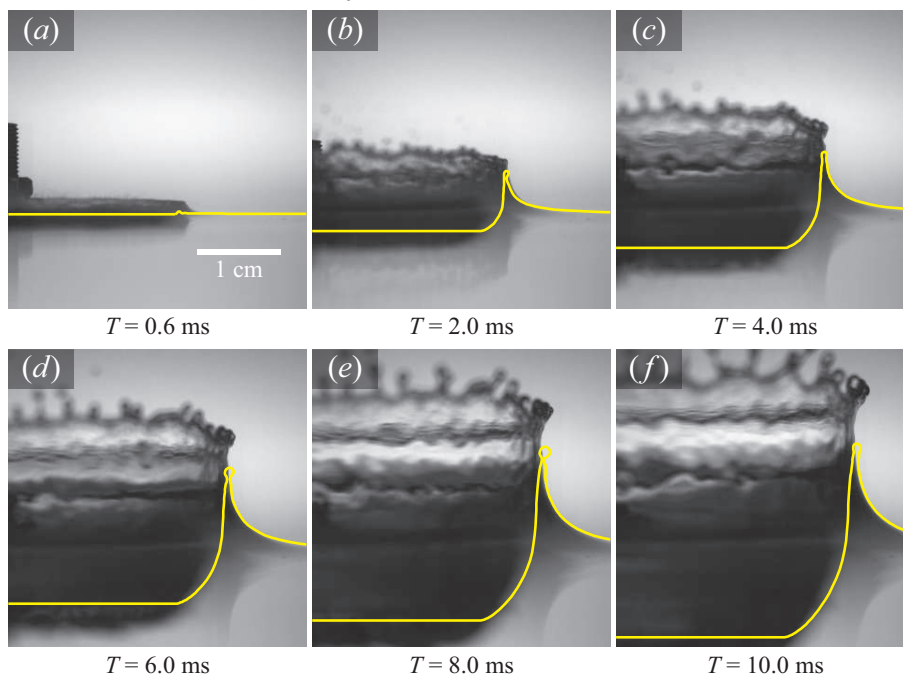 (a) (b) (c)
1 cm
T = 0.6 ms T = 2.0 ms T = 4.0 ms
(d) (e) (f)
T = 6.0 ms T = 8.0 ms T = 10.0 ms